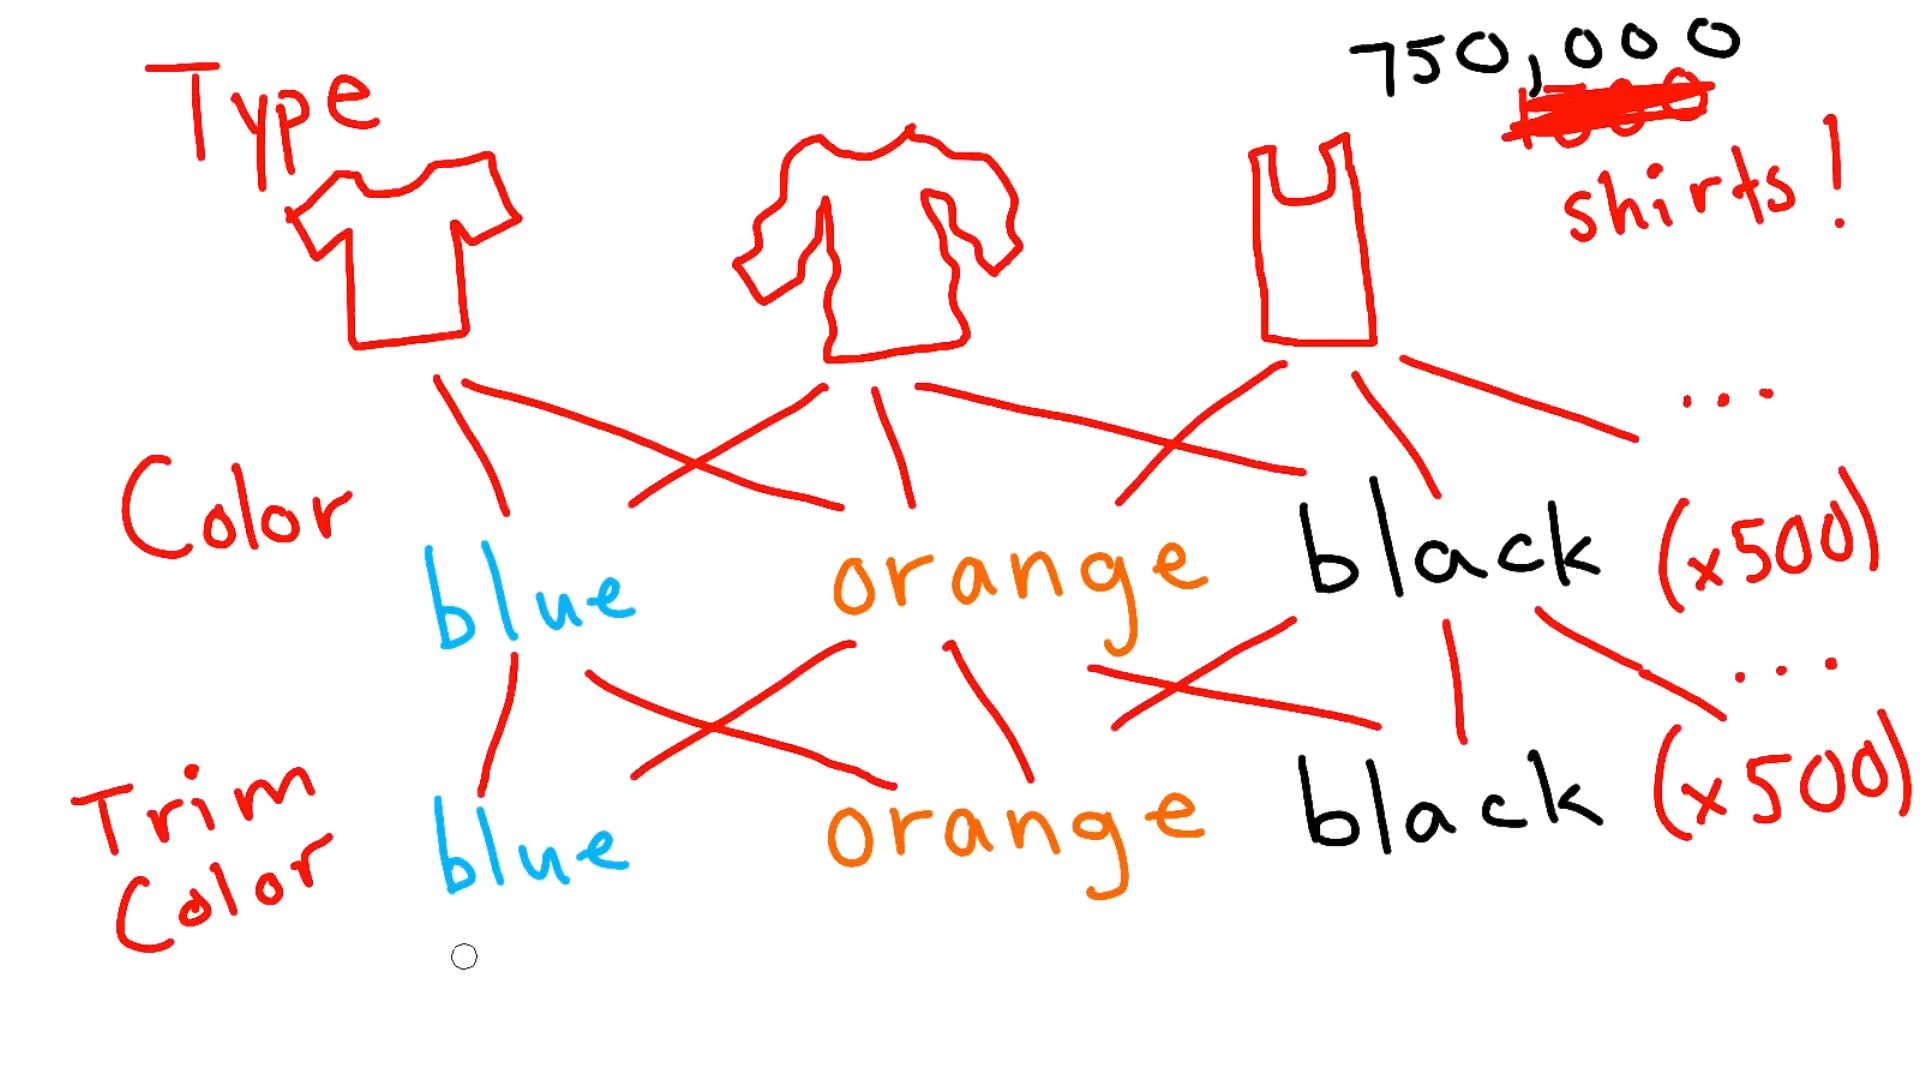 Type
750,000
shirts!
...
Color
blue orange black (x500)
...
Trim
Color
blue orange black (x500)